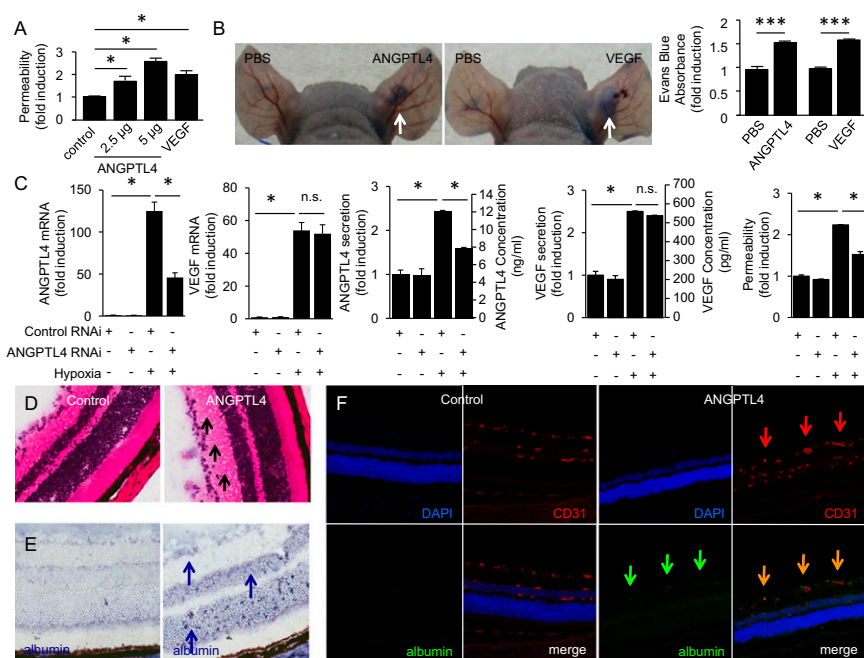 A
Permeability
(fold induction)
3
2
1
0
*
*
*
control
2.5 µg
5 µg
VEGF
ANGPTL4
B
PBS
ANGPTL4
PBS
VEGF
Evans Blue
Absorbance
(fold induction)
2
1.5
1
0.5
0
***
***
PBS
ANGPTL4
PBS
VEGF
C
ANGPTL4 mRNA
(fold induction)
150
100
50
0
*
*
VEGF mRNA
(fold induction)
80
60
40
20
0
*
n.s.
ANGPTL4 secretion
(fold induction)
3
2
1
0
*
*
14
12
10
8
6
4
2
0
ANGPTL4 Concentration
(ng/ml)
VEGF secretion
(fold induction)
3
2
1
0
*
n.s.
700
600
500
400
300
200
100
0
VEGF Concentration
(pg/ml)
Permeability
(fold induction)
3
2
1
0
*
*
Control RNAi + - + - + - + - + - + - + - + - + - + -
ANGPTL4 RNAi - + - + - + - + - + - + - + - + - + - +
Hypoxia - - + + - - + + - - + + - - + + - - + +
D
Control
ANGPTL4
E
albumin
albumin
F
Control
ANGPTL4
DAPI
CD31
DAPI
CD31
albumin
merge
albumin
merge